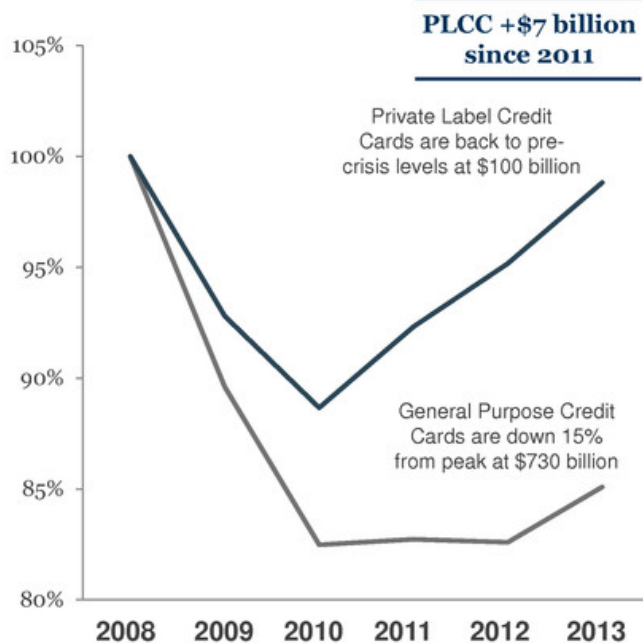 PLCC +$7 billion
since 2011
105%
Private Label Credit
Cards are back to pre-
crisis levels at $100 billion
100%
95%
90%
General Purpose Credit
Cards are down 15%
from peak at $730 billion
85%
80%
2008 2009 2010 2011 2012 2013